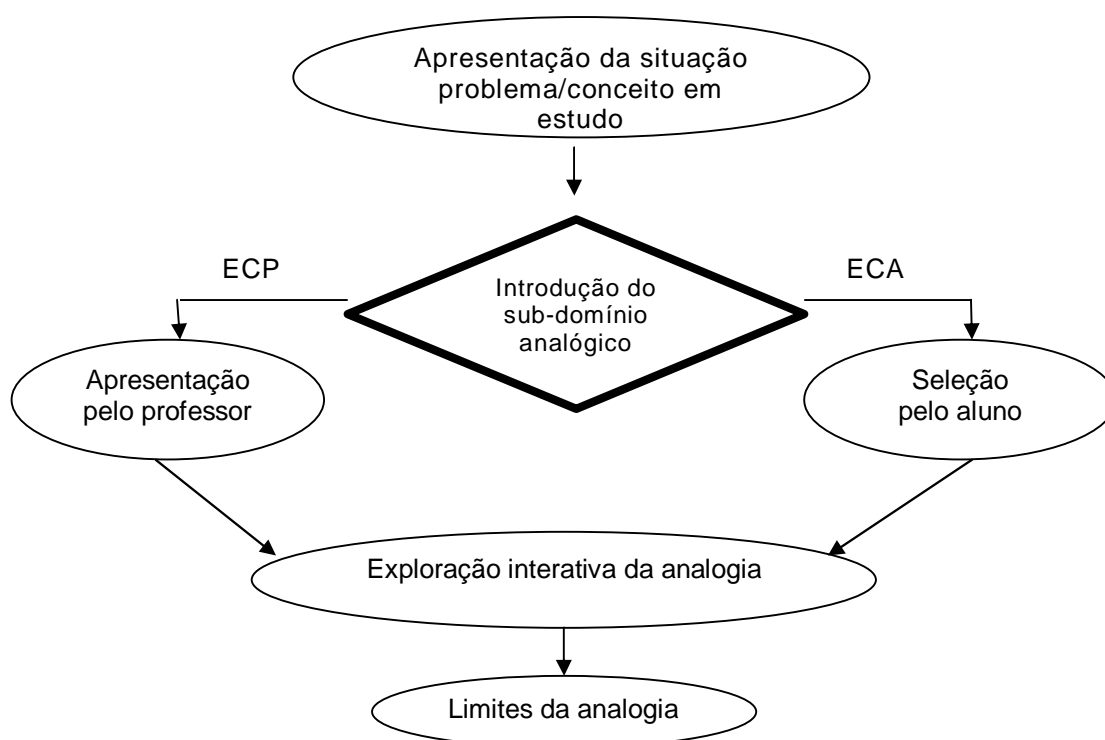 Apresentação da situação
problema/conceito em
estudo
ECP
ECA
Introdução do
sub-domínio
analógico
Apresentação
pelo professor
Seleção
pelo aluno
Exploração interativa da analogia
Limites da analogia